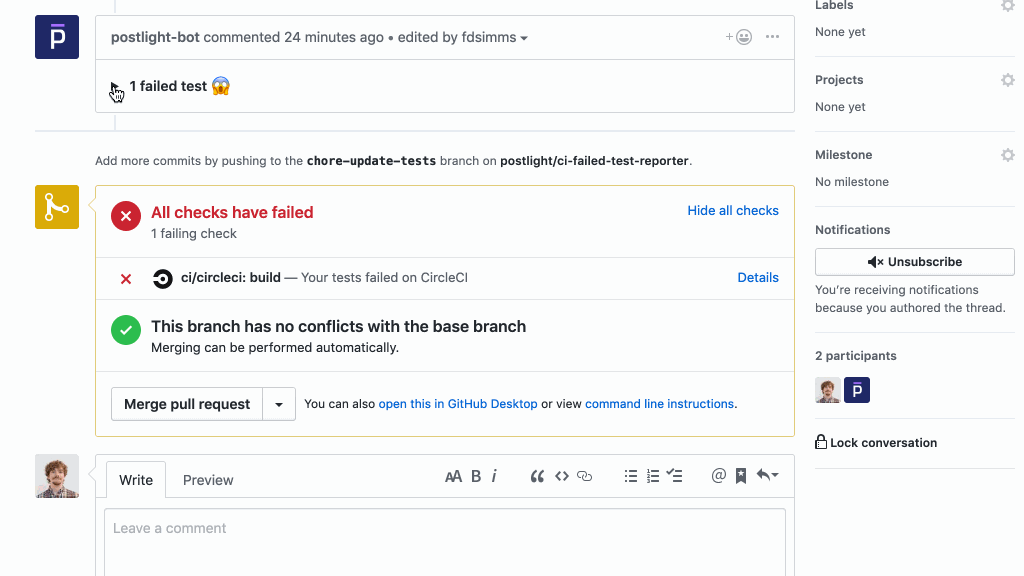 postlight-bot commented 24 minutes ago • edited by fdsimms
1 failed test 😱
Add more commits by pushing to the chore-update-tests branch on postlight/ci-failed-test-reporter.
All checks have failed
Hide all checks
1 failing check
ci/circleci: build — Your tests failed on CircleCI
Details
This branch has no conflicts with the base branch
Merging can be performed automatically.
Merge pull request
You can also open this in GitHub Desktop or view command line instructions.
Write
Preview
AA B i
Leave a comment
Labels
None yet
Projects
None yet
Milestone
No milestone
Notifications
Unsubscribe
You’re receiving notifications
because you authored the thread.
2 participants
Lock conversation